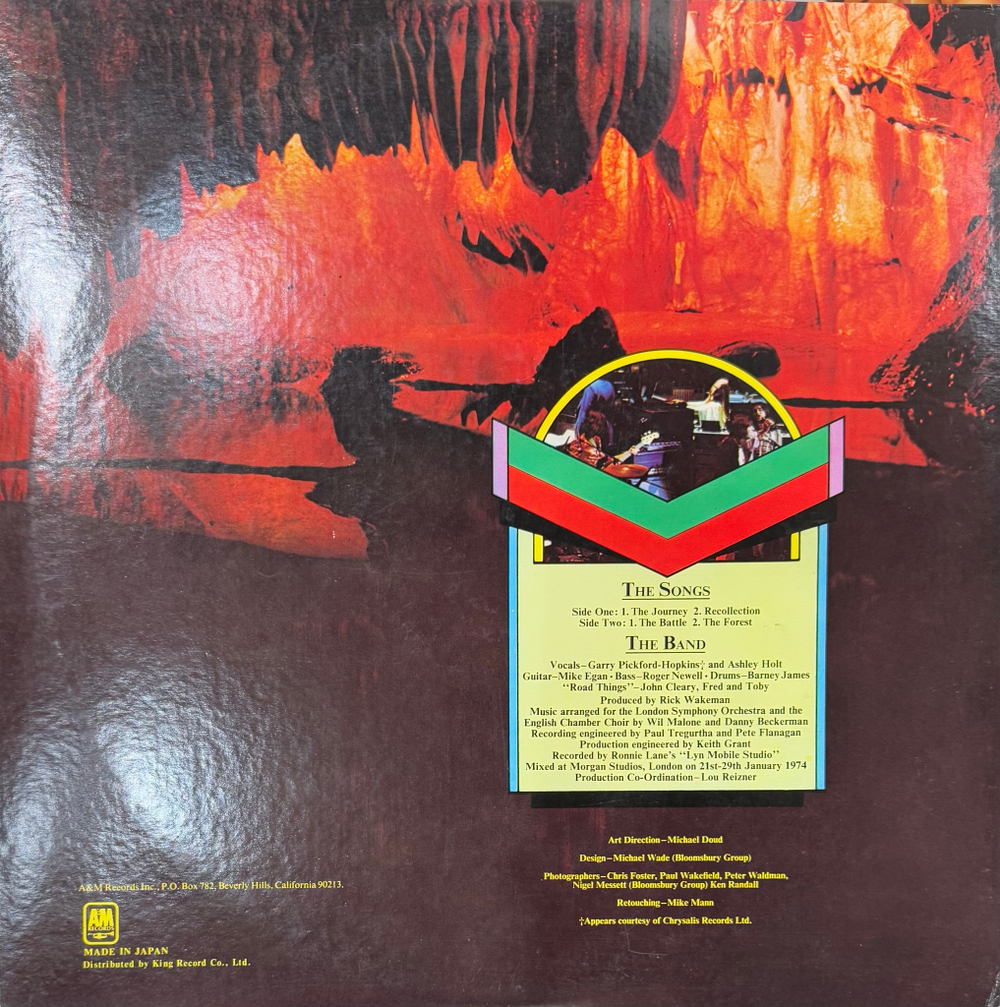 THE SONGS
Side One: 1. The Journey 2. Recollection
Side Two: 1. The Battle 2. The Forest
THE BAND
Vocals–Garry Pickford-Hopkins‡ and Ashley Holt
Guitar–Mike Egan · Bass–Roger Newell · Drums–Barney James
“Road Things”–John Cleary, Fred and Toby
Produced by Rick Wakeman
Music arranged for the London Symphony Orchestra and the
English Chamber Choir by Wil Malone and Danny Beckerman
Recording engineered by Paul Tregurtha and Pete Flanagan
Production engineered by Keith Grant
Recorded by Ronnie Lane's “Lyn Mobile Studio”
Mixed at Morgan Studios, London on 21st-29th January 1974
Production Co-Ordination–Lou Reizner
Art Direction–Michael Doud
Design–Michael Wade (Bloomsbury Group)
Photographers–Chris Foster, Paul Wakefield, Peter Waldman,
Nigel Messett (Bloomsbury Group) Ken Randall
Retouching–Mike Mann
‡Appears courtesy of Chrysalis Records Ltd.
A&M Records Inc., P.O. Box 782, Beverly Hills, California 90213.
A&M
RECORDS
MADE IN JAPAN
Distributed by King Record Co., Ltd.